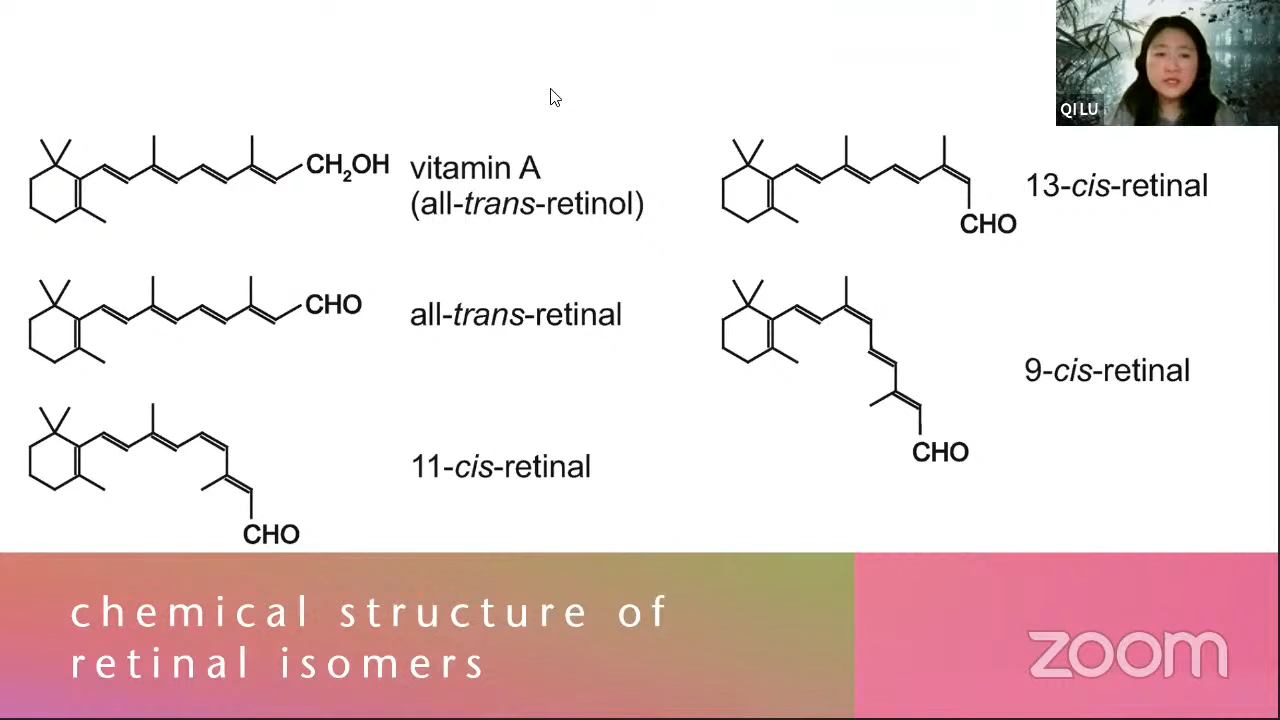 QI LU
CH2OH
vitamin A
(all-trans-retinol)
CHO
all-trans-retinal
11-cis-retinal
CHO
13-cis-retinal
CHO
9-cis-retinal
CHO
chemical structure of
retinal isomers
zoom